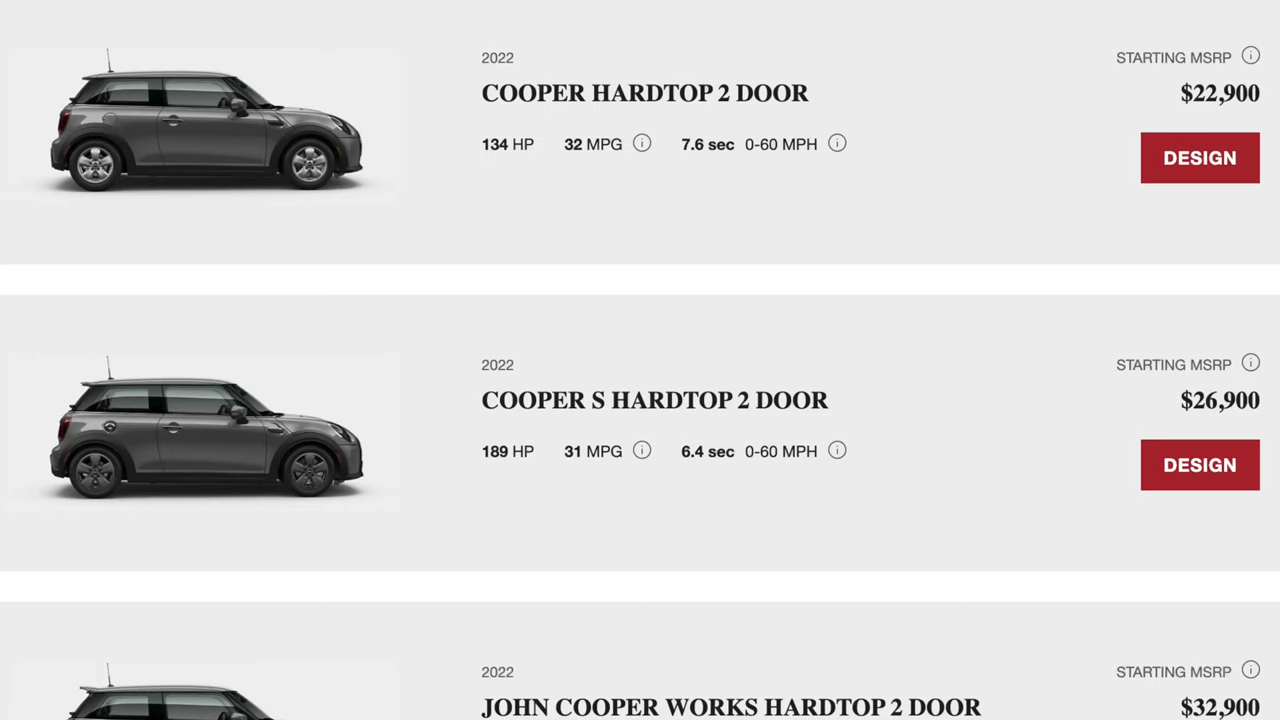 2022
STARTING MSRP
COOPER HARDTOP 2 DOOR
$22,900
134 HP 32 MPG 7.6 sec 0-60 MPH
DESIGN
2022
STARTING MSRP
COOPER S HARDTOP 2 DOOR
$26,900
189 HP 31 MPG 6.4 sec 0-60 MPH
DESIGN
2022
STARTING MSRP
JOHN COOPER WORKS HARDTOP 2 DOOR
$32,900